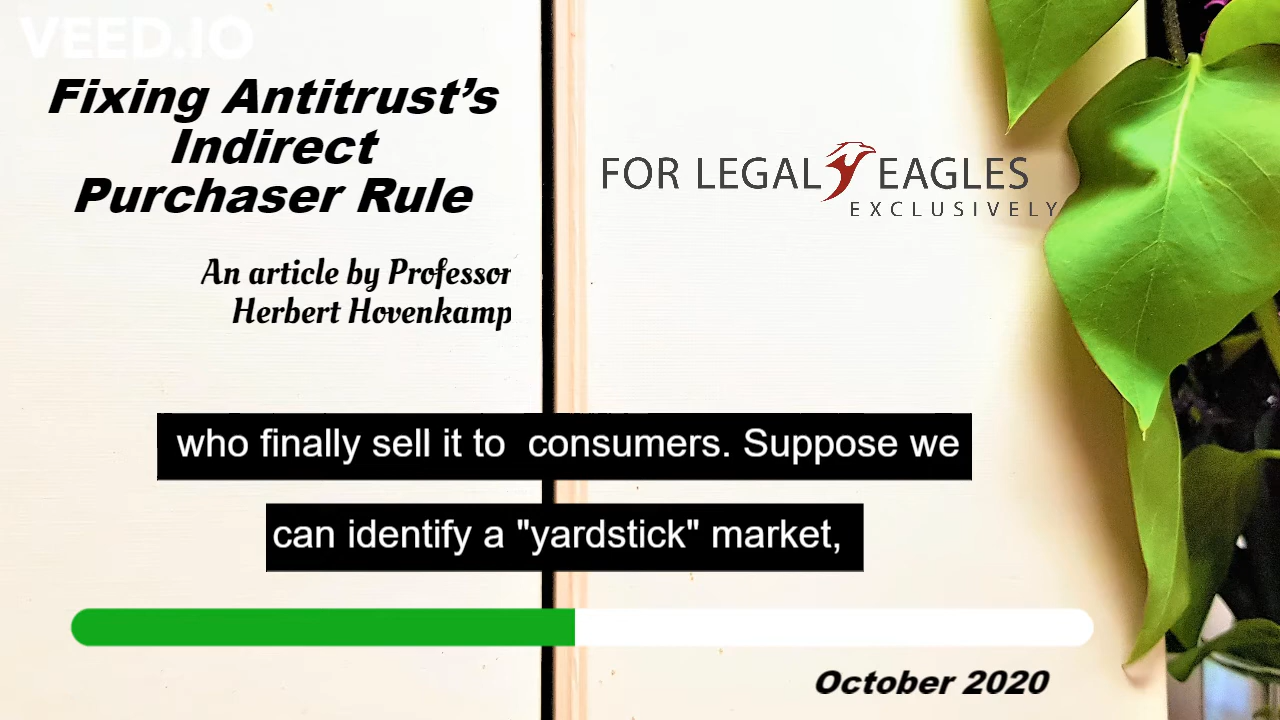 VEED.IO
Fixing Antitrust’s
Indirect
Purchaser Rule
FOR LEGAL EAGLES
EXCLUSIVELY
An article by Professor
Herbert Hovenkamp
who finally sell it to consumers. Suppose we
can identify a "yardstick" market,
October 2020